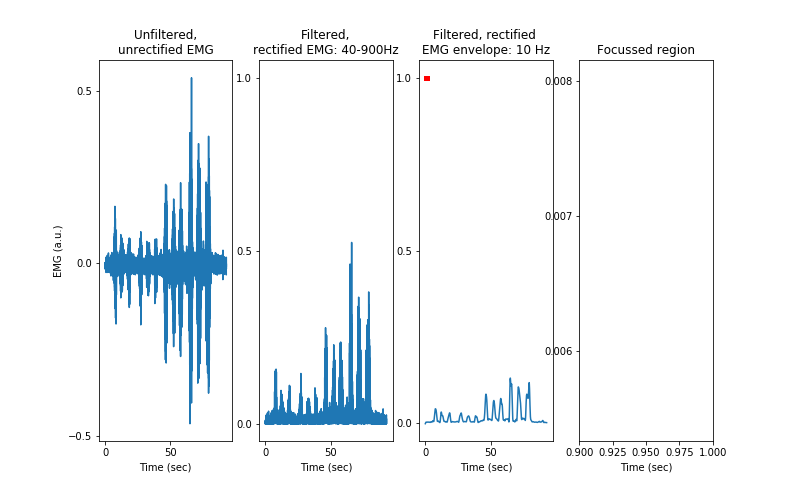 Unfiltered,
unrectified EMG
Filtered,
rectified EMG: 40-900Hz
Filtered, rectified
EMG envelope: 10 Hz
Focussed region
EMG (a.u.)
0.5
0.0
−0.5
0
50
Time (sec)
1.0
0.5
0.0
0
50
Time (sec)
1.0
0.5
0.0
0
50
Time (sec)
0.008
0.007
0.006
0.900
0.925
0.950
0.975
1.000
Time (sec)